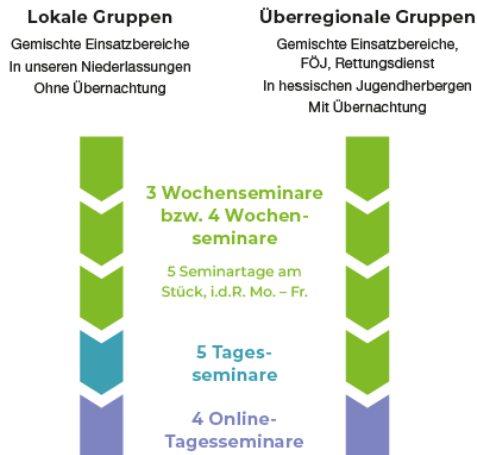 Lokale Gruppen
Gemischte Einsatzbereiche
In unseren Niederlassungen
Ohne Übernachtung
Überregionale Gruppen
Gemischte Einsatzbereiche,
FÖJ, Rettungsdienst
In hessischen Jugendherbergen
Mit Übernachtung
3 Wochenseminare
bzw. 4 Wochen-
seminare
5 Seminartage am
Stück, i.d.R. Mo. – Fr.
5 Tages-
seminare
4 Online-
Tagesseminare